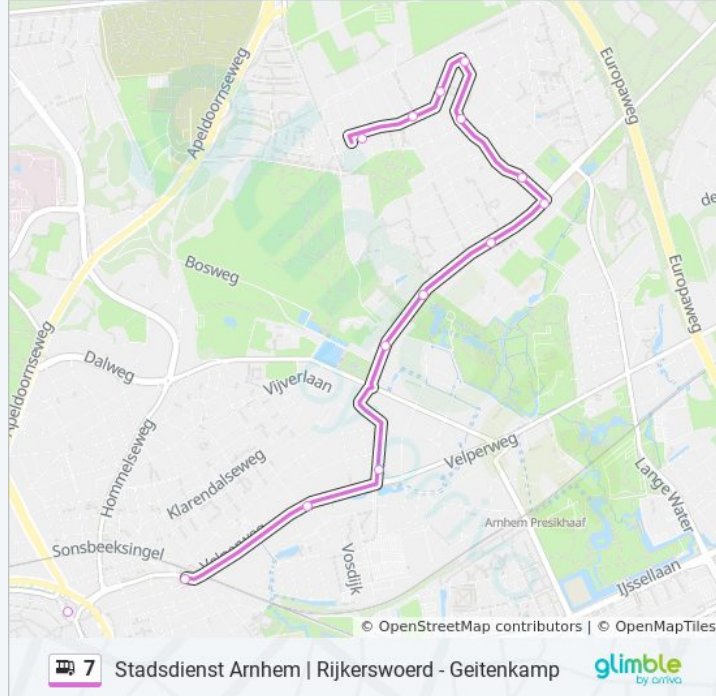 Apeldoornseweg
Europaweg
Bosweg
Europaweg
Apeldoornseweg
Dalweg
Vijverlaan
Hommelseweg
Klarendalseweg
Velperweg
Lange Water
Arnhem Presikhaaf
Velperweg
Sonsbeeksingel
Vosdijk
IJssellaan
© OpenStreetMap contributors | © OpenMapTiles
7 Stadsdienst Arnhem | Rijkerswoerd - Geitenkamp
glimble
by arriva